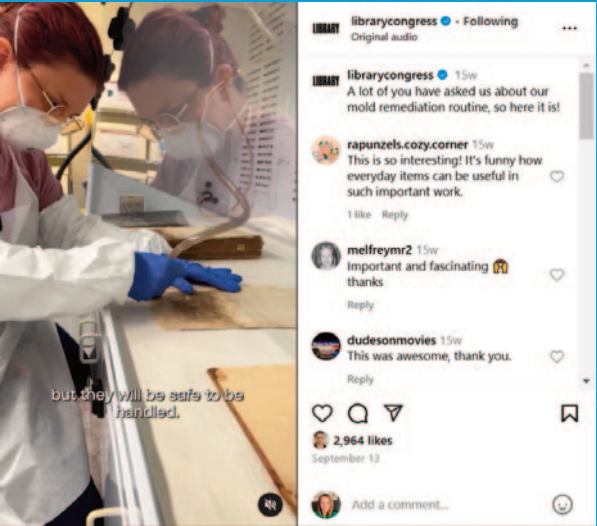 but they will be safe to be
handled.
LIBRARY
librarycongress • Following
Original audio
LIBRARY
librarycongress 15w
A lot of you have asked us about our
mold remediation routine, so here it is!
rapunzels.cozy.corner 15w
This is so interesting! It's funny how
everyday items can be useful in
such important work.
1 like Reply
melfreymr2 15w
Important and fascinating 🙌
thanks
Reply
dudesonmovies 15w
This was awesome, thank you.
Reply
2,964 likes
September 13
Add a comment...